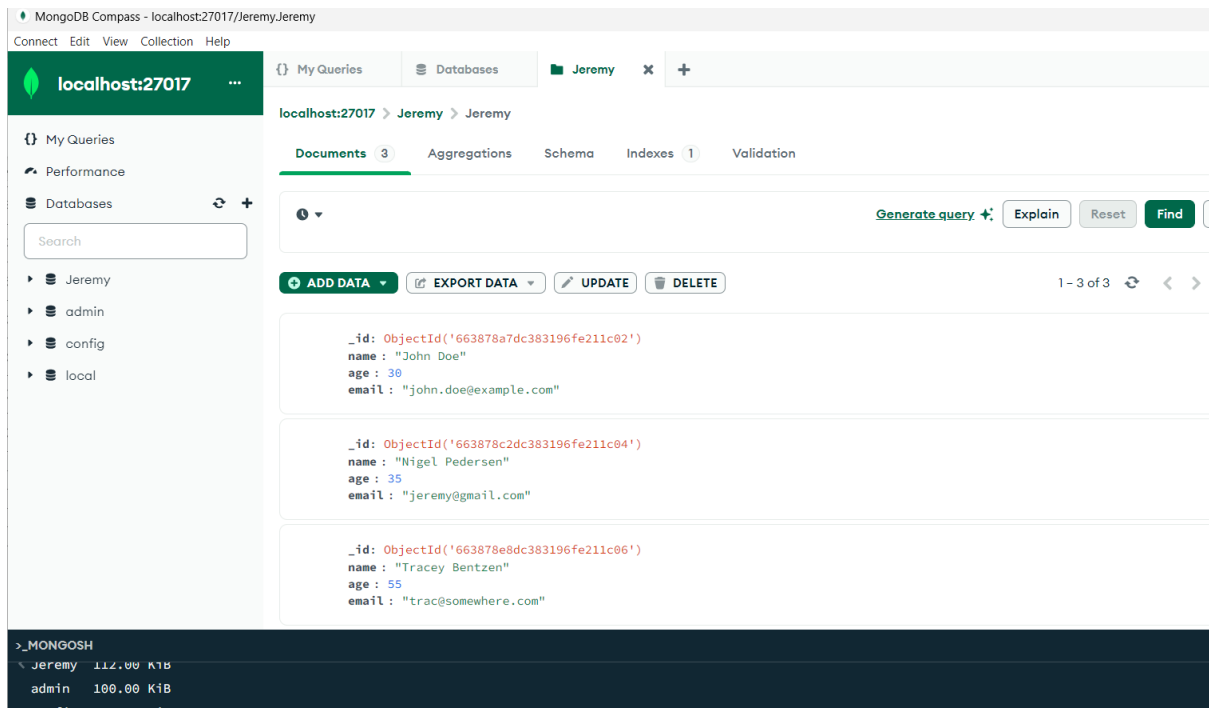 MongoDB Compass - localhost:27017/Jeremy.Jeremy
Connect Edit View Collection Help
localhost:27017 ...
{} My Queries
Performance
Databases
Search
Jeremy
admin
config
local
{} My Queries Databases Jeremy
localhost:27017 > Jeremy > Jeremy
Documents 3 Aggregations Schema Indexes 1 Validation
Generate query Explain Reset Find
ADD DATA EXPORT DATA UPDATE DELETE 1 – 3 of 3
_id: ObjectId('663878a7dc383196fe211c02')
name : "John Doe"
age : 30
email : "john.doe@example.com"
_id: ObjectId('663878c2dc383196fe211c04')
name : "Nigel Pedersen"
age : 35
email : "jeremy@gmail.com"
_id: ObjectId('663878e8dc383196fe211c06')
name : "Tracey Bentzen"
age : 55
email : "trac@somewhere.com"
>_MONGOSH
Jeremy 112.00 KiB
admin 100.00 KiB